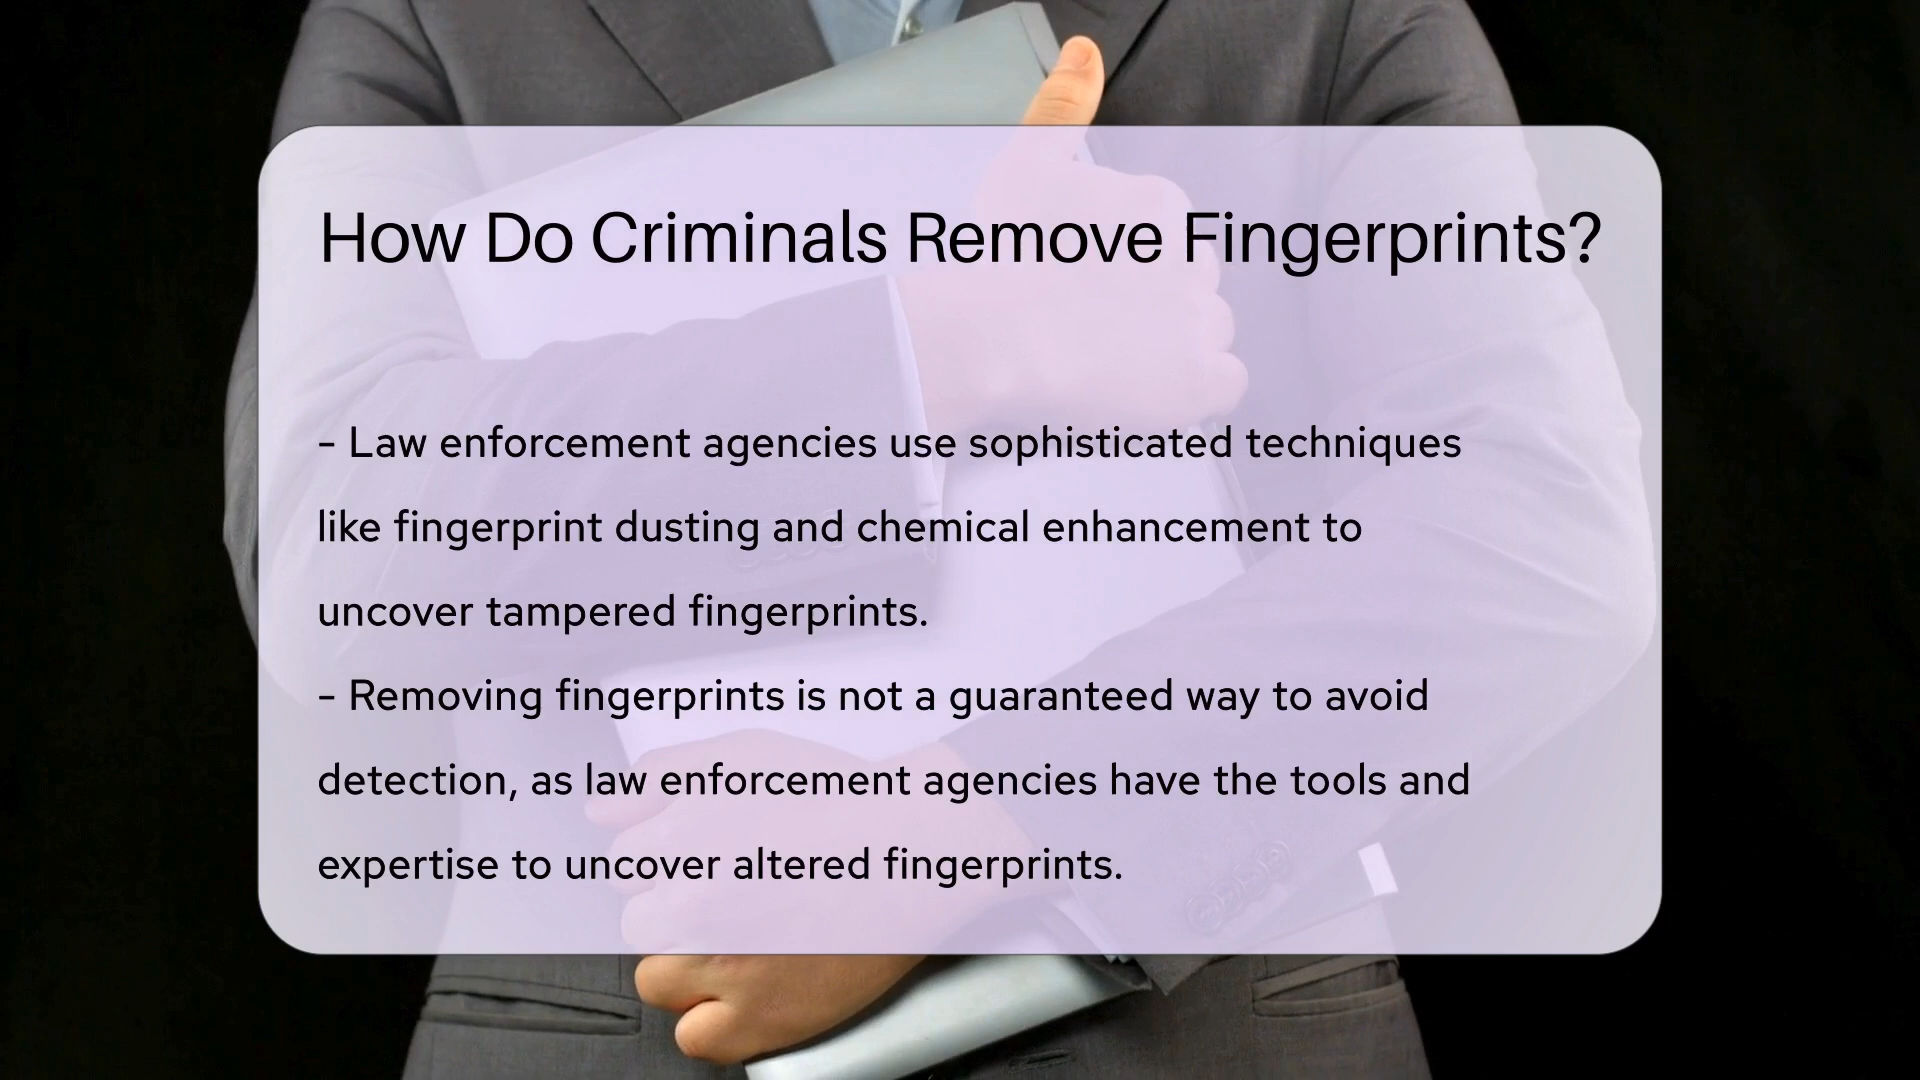 How Do Criminals Remove Fingerprints?
- Law enforcement agencies use sophisticated techniques
like fingerprint dusting and chemical enhancement to
uncover tampered fingerprints.
- Removing fingerprints is not a guaranteed way to avoid
detection, as law enforcement agencies have the tools and
expertise to uncover altered fingerprints.